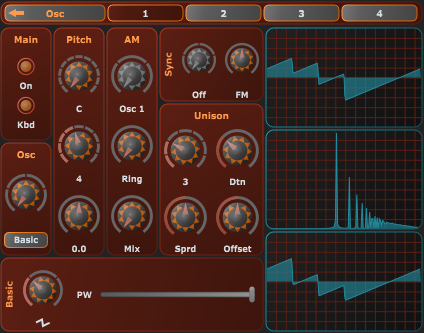 Osc 1 2 3 4
Main Pitch AM Sync
On C Osc 1 Off FM
Kbd
Unison
Osc 4 Ring 3 Dtn
Basic 0.0 Mix Sprd Offset
Basic PW